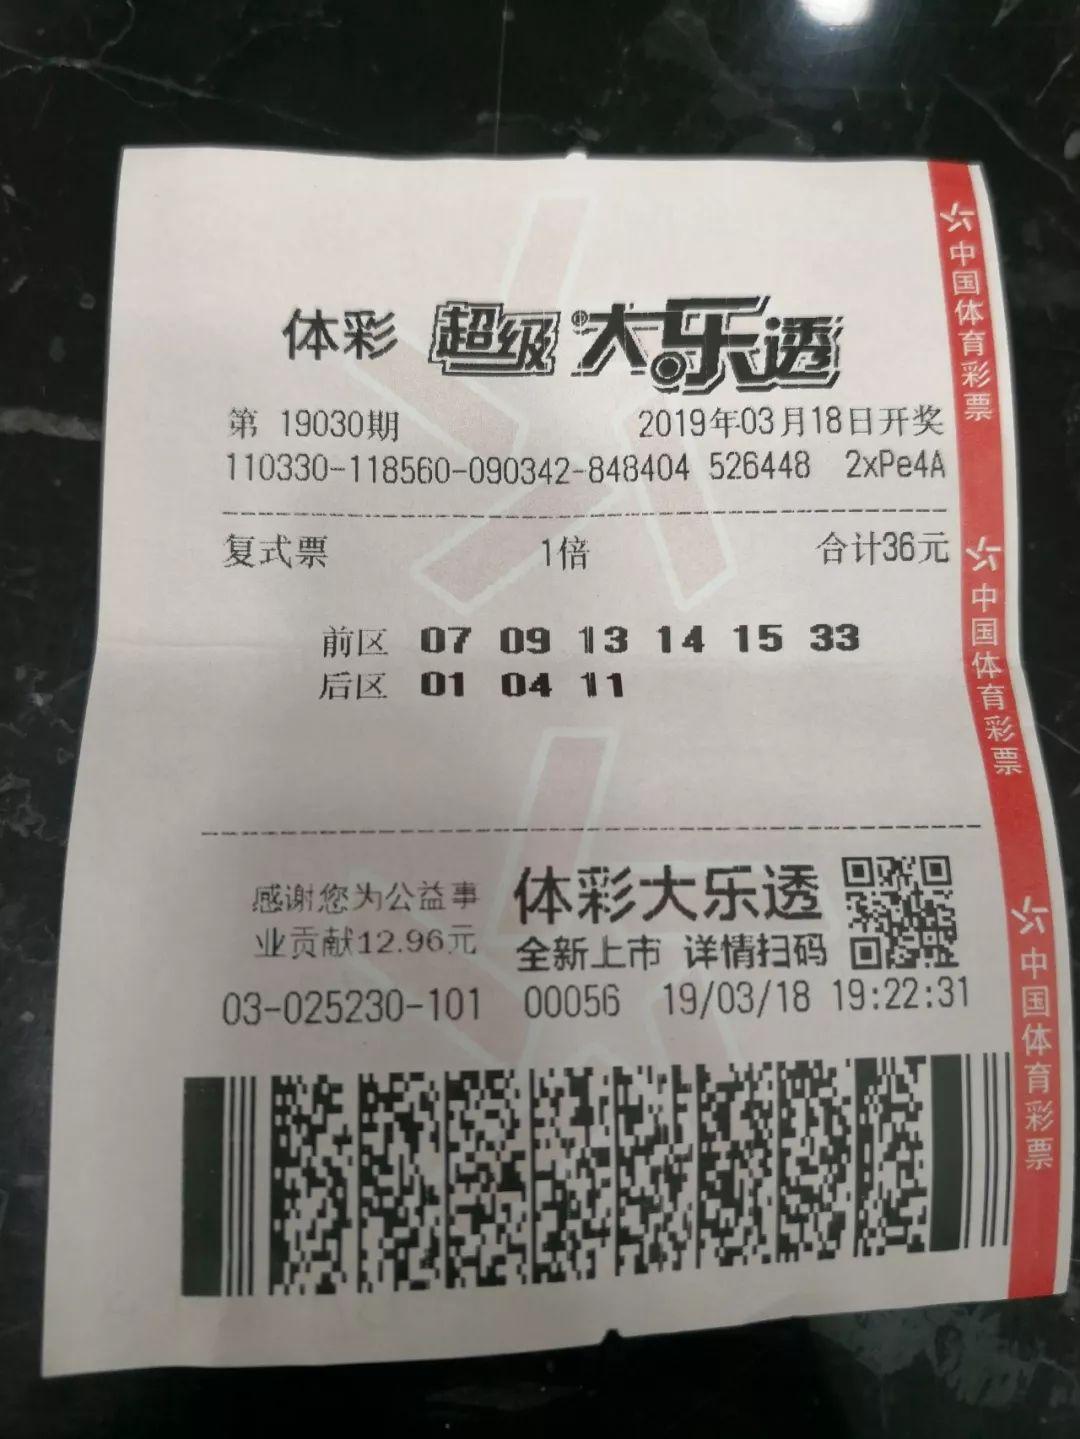 体彩 超级大乐透
第 19030期 2019年03月18日开奖
110330-118560-090342-848404 526448 2xPe4A
复式票 1倍 合计36元
前区 07 09 13 14 15 33
后区 01 04 11
感谢您为公益事
业贡献12.96元
体彩大乐透
全新上市 详情扫码
03-025230-101 00056 19/03/18 19:22:31
中国体育彩票
中国体育彩票
中国体育彩票